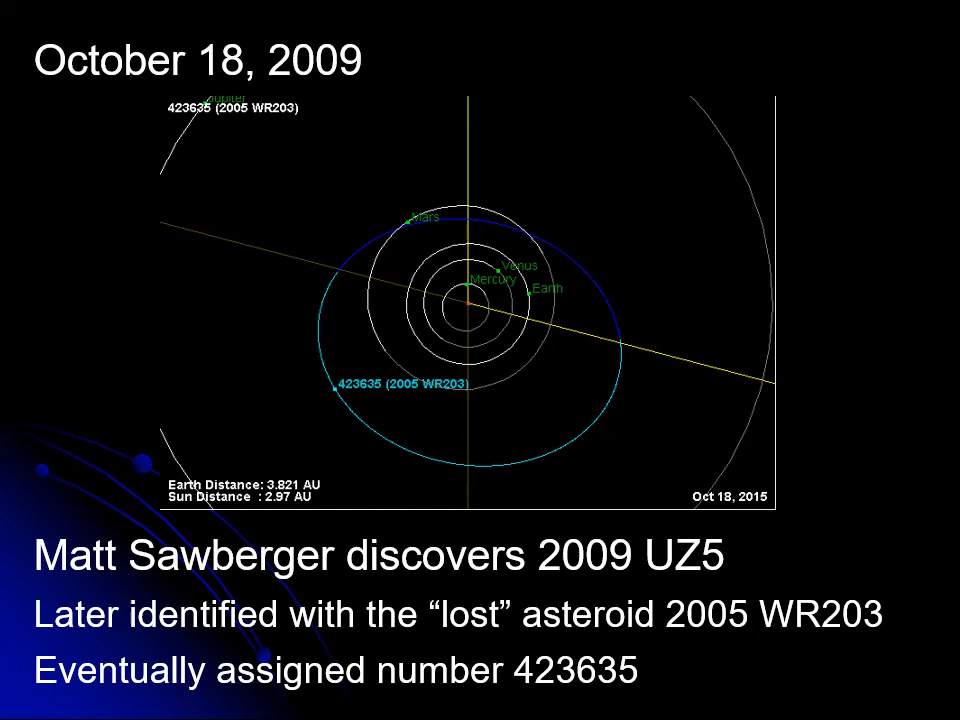 October 18, 2009
Jupiter
423635 (2005 WR203)
Mars
Venus
Mercury
Earth
423635 (2005 WR203)
Earth Distance: 3.821 AU
Sun Distance : 2.97 AU
Oct 18, 2015
Matt Sawberger discovers 2009 UZ5
Later identified with the “lost” asteroid 2005 WR203
Eventually assigned number 423635